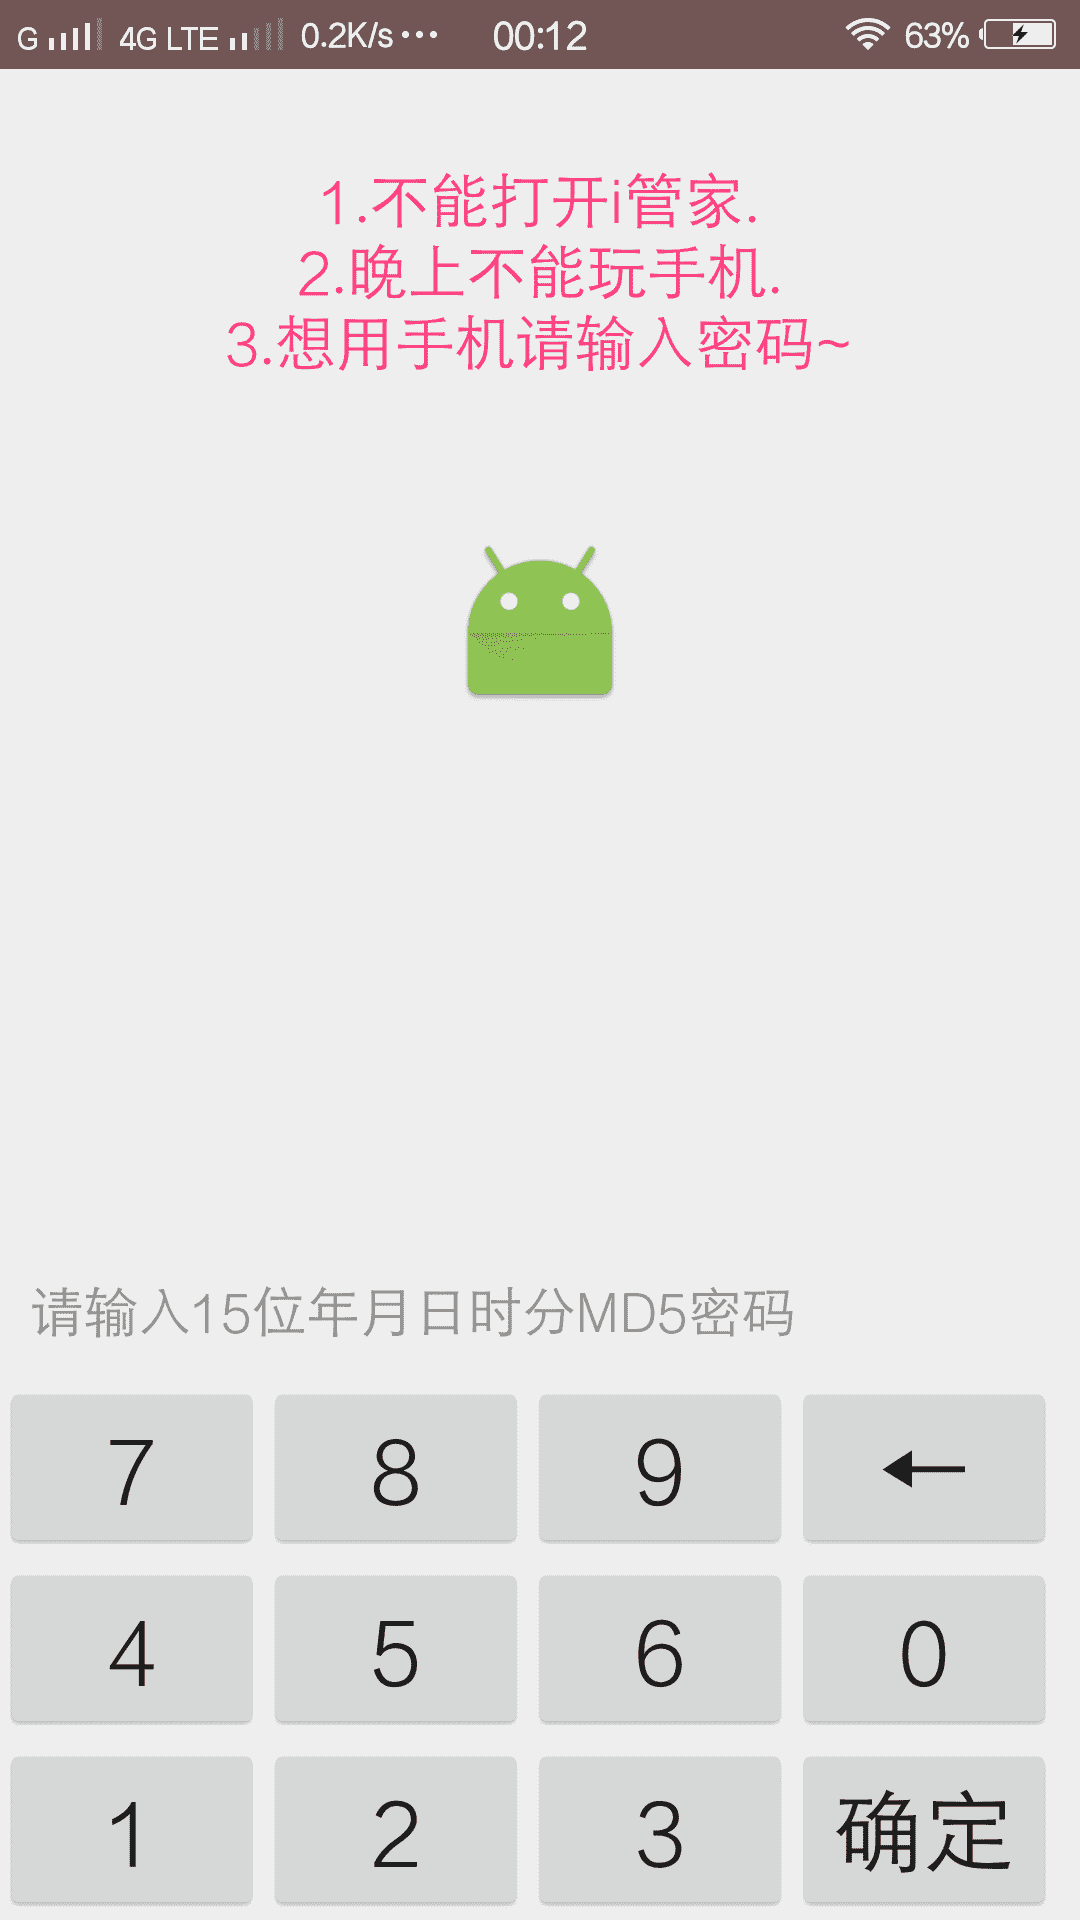 G 4G LTE 0.2K/s ... 00:12 63%
1.不能打开i管家.
2.晚上不能玩手机.
3.想用手机请输入密码~
请输入15位年月日时分MD5密码
7 8 9 ←
4 5 6 0
1 2 3 确定